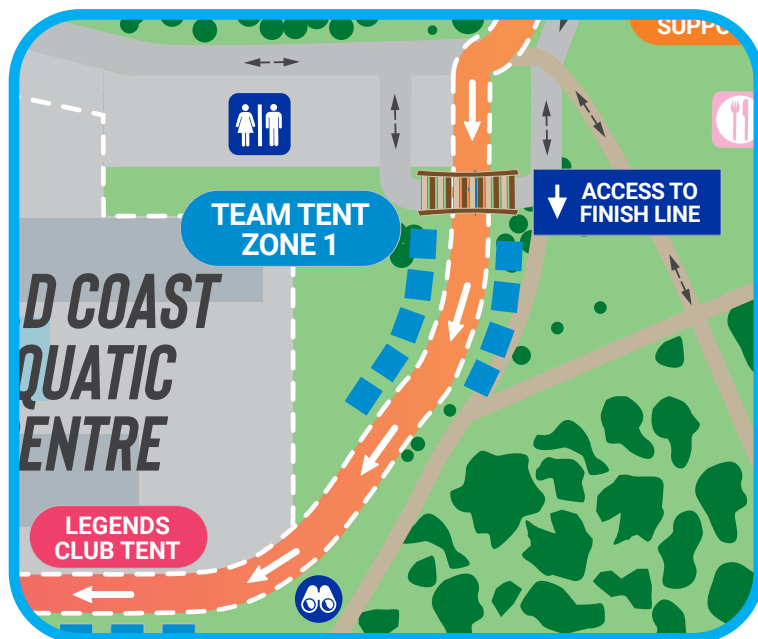 SUPPO
ACCESS TO
FINISH LINE
TEAM TENT
ZONE 1
D COAST
QUATIC
ENTRE
LEGENDS
CLUB TENT